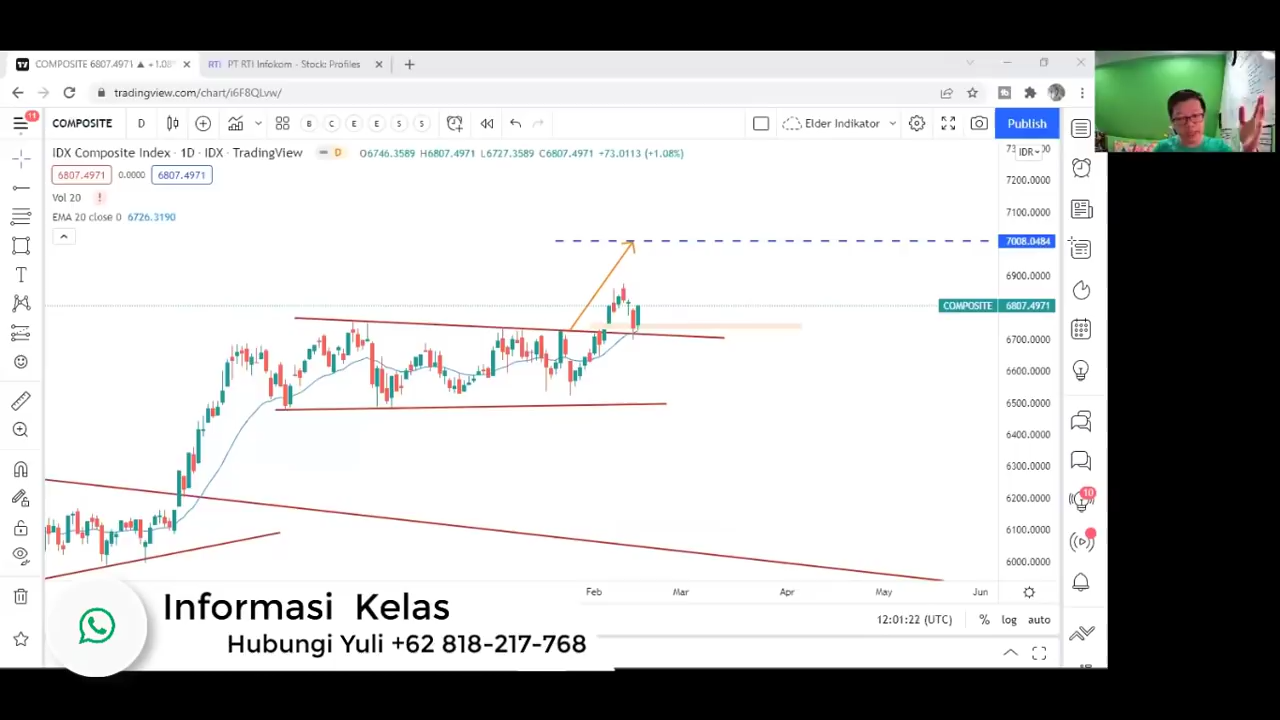 COMPOSITE 6807.4971 ▲ +1.08%
RTI PT RTI Infokom - Stock Profiles
tradingview.com/chart/i6F8QLvw/
11
COMPOSITE D B C E E S S Elder Indikator Publish
IDX Composite Index · 1D · IDX · TradingView D O6746.3589 H6807.4971 L6727.3589 C6807.4971 +73.0113 (+1.08%)
IDR
6807.4971 0.0000 6807.4971
7200.0000
Vol 20
7100.0000
EMA 20 close 0 6726.3190
7008.0484
6900.0000
COMPOSITE 6807.4971
6700.0000
6600.0000
6500.0000
6400.0000
6300.0000
6200.0000
10
6100.0000
6000.0000
Feb Mar Apr May Jun
12:01:22 (UTC) % log auto
Informasi Kelas
Hubungi Yuli +62 818-217-768